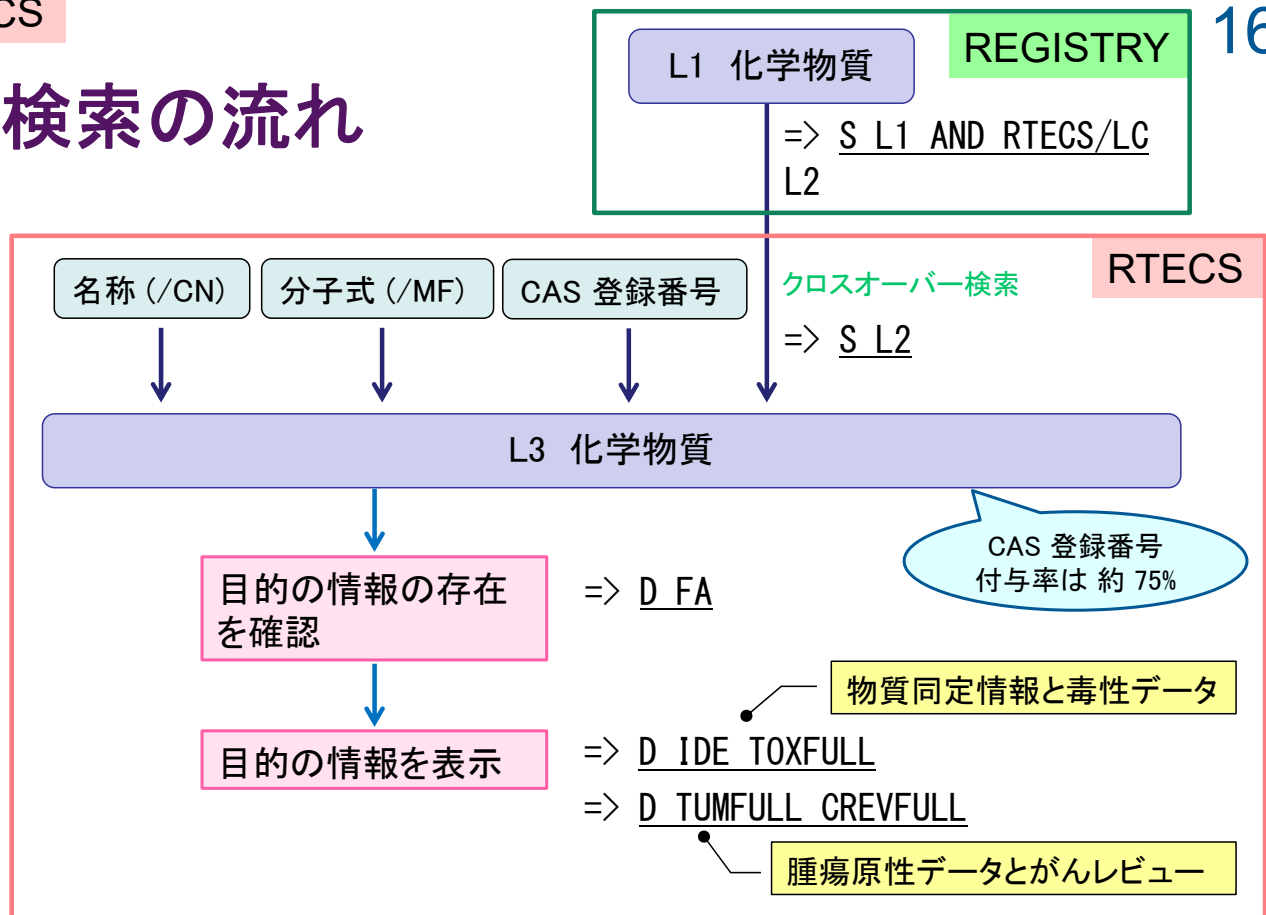 CS
16
検索の流れ
REGISTRY
L1 化学物質
=> S L1 AND RTECS/LC
L2
RTECS
名称 (/CN)
分子式 (/MF)
CAS 登録番号
クロスオーバー検索
=> S L2
L3 化学物質
CAS 登録番号
付与率は 約 75%
目的の情報の存在
を確認
=> D FA
物質同定情報と毒性データ
目的の情報を表示
=> D IDE TOXFULL
=> D TUMFULL CREVFULL
腫瘍原性データとがんレビュー